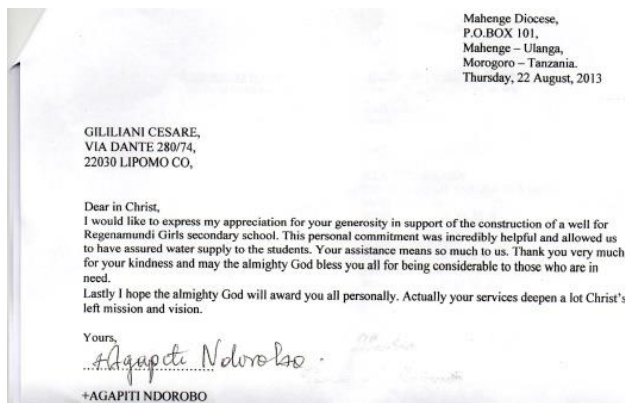 Mahenge Diocese,
P.O.BOX 101,
Mahenge – Ulanga,
Morogoro – Tanzania.
Thursday, 22 August, 2013
GILILIANI CESARE,
VIA DANTE 280/74,
22030 LIPOMO CO,
Dear in Christ,
I would like to express my appreciation for your generosity in support of the construction of a well for
Regenamundi Girls secondary school. This personal commitment was incredibly helpful and allowed us
to have assured water supply to the students. Your assistance means so much to us. Thank you very much
for your kindness and may the almighty God bless you all for being considerable to those who are in
need.
Lastly I hope the almighty God will award you all personally. Actually your services deepen a lot Christ's
left mission and vision.
Yours,
+Agapiti Ndorobo
+AGAPITI NDOROBO